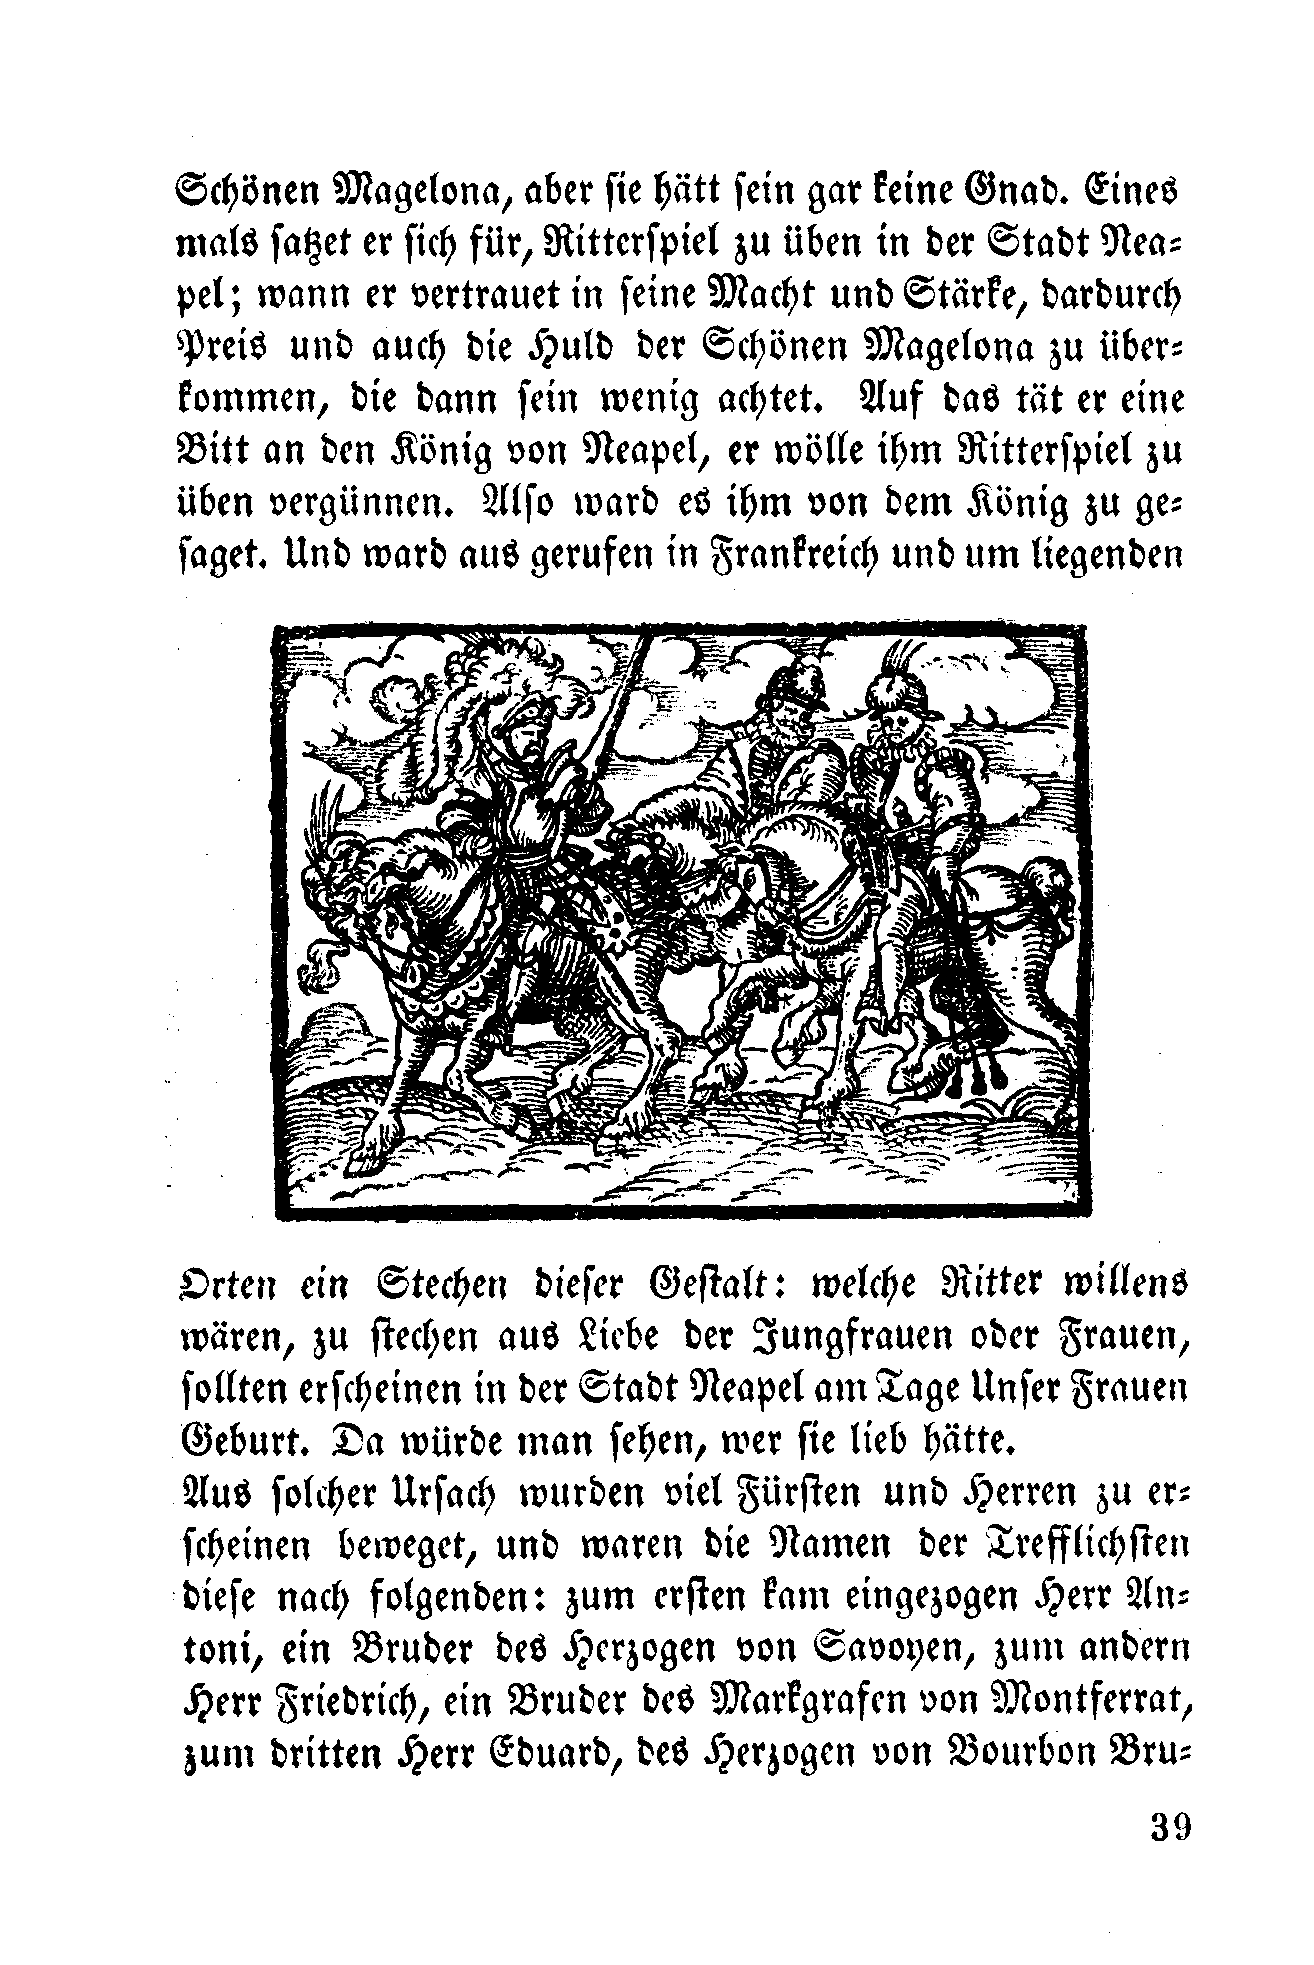 Schönen Magelona, aber sie hätt sein gar keine Gnad. Eines
mals satzet er sich für, Ritterspiel zu üben in der Stadt Nea-
pel; wann er vertrauet in seine Macht und Stärke, dardurch
Preis und auch die Huld der Schönen Magelona zu über-
kommen, die dann sein wenig achtet. Auf das tät er eine
Bitt an den König von Neapel, er wölle ihm Ritterspiel zu
üben vergünnen. Also ward es ihm von dem König zu ge-
saget. Und ward aus gerufen in Frankreich und um liegenden
Orten ein Stechen dieser Gestalt: welche Ritter willens
wären, zu stechen aus Liebe der Jungfrauen oder Frauen,
sollten erscheinen in der Stadt Neapel am Tage Unser Frauen
Geburt. Da würde man sehen, wer sie lieb hätte.
Aus solcher Ursach wurden viel Fürsten und Herren zu er-
scheinen beweget, und waren die Namen der Trefflichsten
diese nach folgenden: zum ersten kam eingezogen Herr An-
toni, ein Bruder des Herzogen von Savoyen, zum andern
Herr Friedrich, ein Bruder des Markgrafen von Montferrat,
zum dritten Herr Eduard, des Herzogen von Bourbon Bru-
39